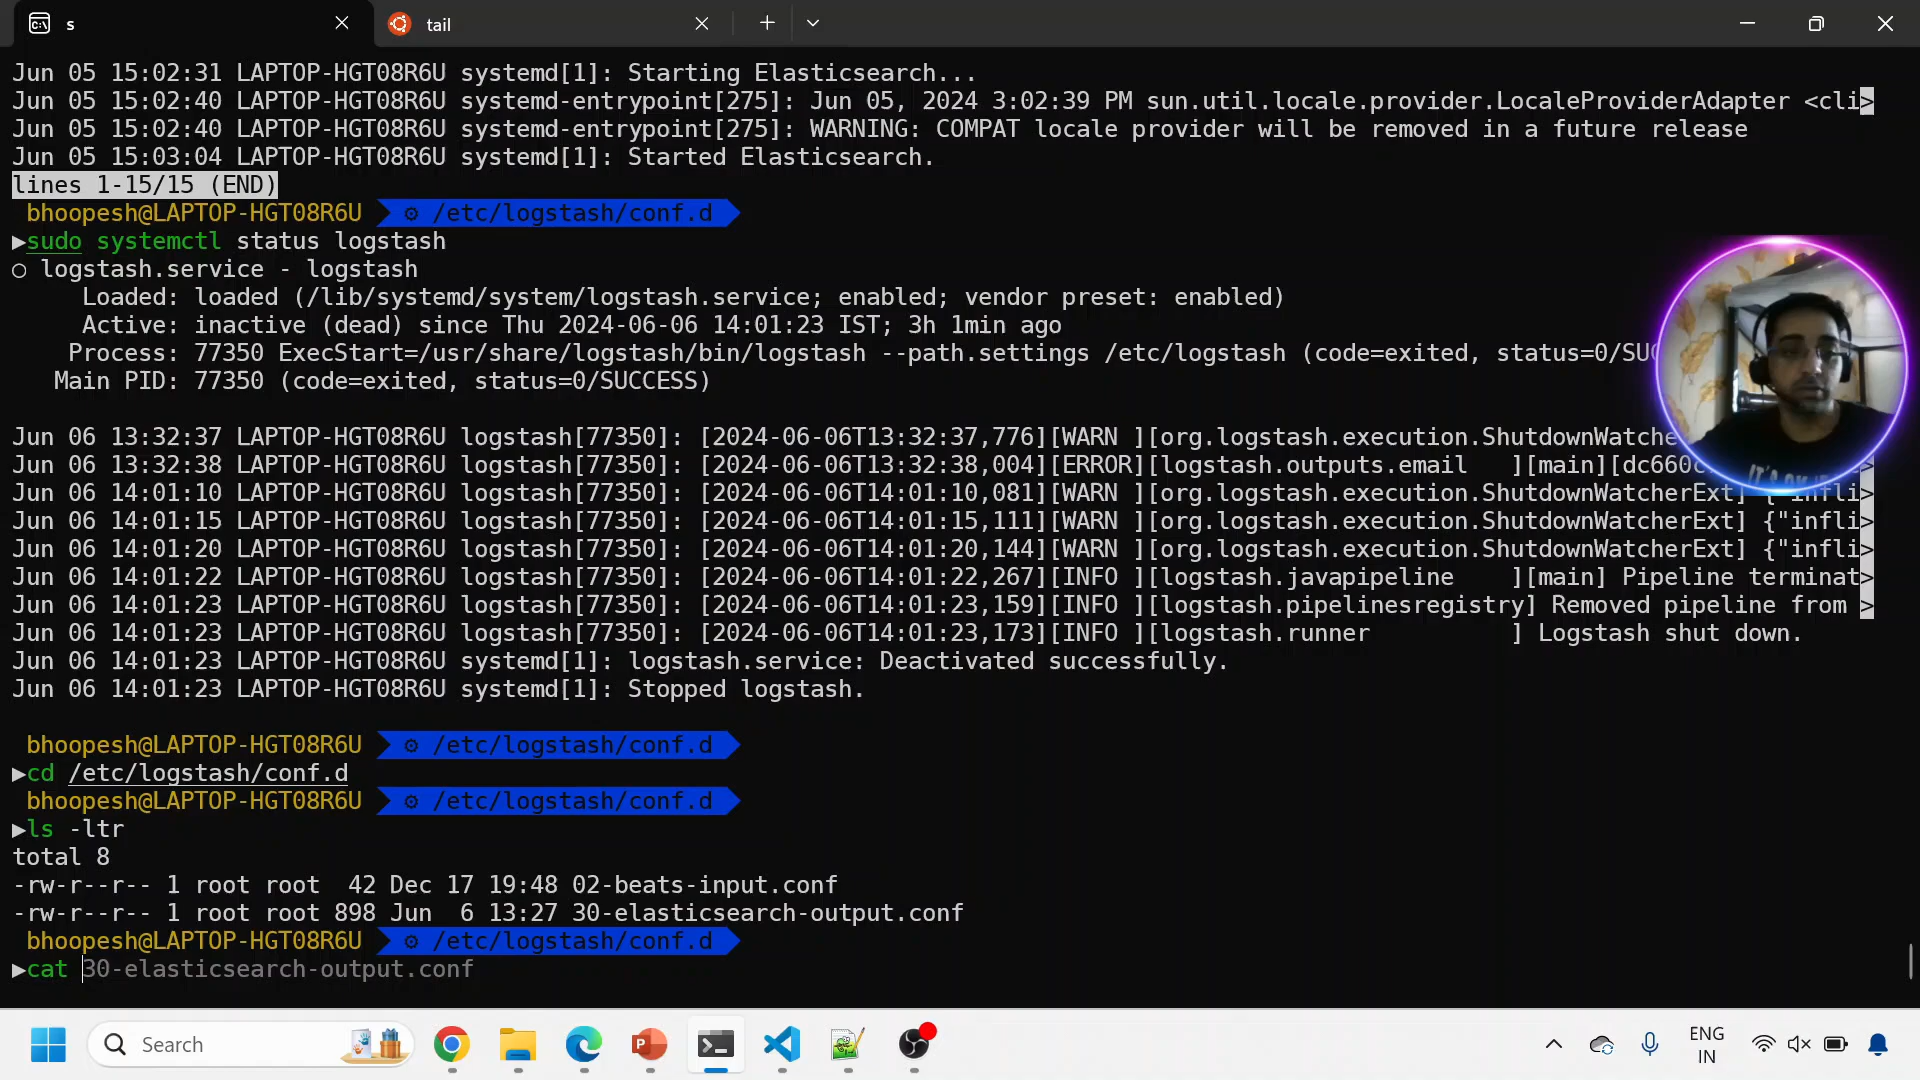 s
tail
Jun 05 15:02:31 LAPTOP-HGT08R6U systemd[1]: Starting Elasticsearch...
Jun 05 15:02:40 LAPTOP-HGT08R6U systemd-entrypoint[275]: Jun 05, 2024 3:02:39 PM sun.util.locale.provider.LocaleProviderAdapter <cli>
Jun 05 15:02:40 LAPTOP-HGT08R6U systemd-entrypoint[275]: WARNING: COMPAT locale provider will be removed in a future release
Jun 05 15:03:04 LAPTOP-HGT08R6U systemd[1]: Started Elasticsearch.
lines 1-15/15 (END)
bhoopesh@LAPTOP-HGT08R6U /etc/logstash/conf.d
sudo systemctl status logstash
○ logstash.service - logstash
Loaded: loaded (/lib/systemd/system/logstash.service; enabled; vendor preset: enabled)
Active: inactive (dead) since Thu 2024-06-06 14:01:23 IST; 3h 1min ago
Process: 77350 ExecStart=/usr/share/logstash/bin/logstash --path.settings /etc/logstash (code=exited, status=0/SUC
Main PID: 77350 (code=exited, status=0/SUCCESS)
Jun 06 13:32:37 LAPTOP-HGT08R6U logstash[77350]: [2024-06-06T13:32:37,776][WARN ][org.logstash.execution.ShutdownWatche
Jun 06 13:32:38 LAPTOP-HGT08R6U logstash[77350]: [2024-06-06T13:32:38,004][ERROR][logstash.outputs.email ][main][dc660
Jun 06 14:01:10 LAPTOP-HGT08R6U logstash[77350]: [2024-06-06T14:01:10,081][WARN ][org.logstash.execution.ShutdownWatcherExt] {"infli>
Jun 06 14:01:15 LAPTOP-HGT08R6U logstash[77350]: [2024-06-06T14:01:15,111][WARN ][org.logstash.execution.ShutdownWatcherExt] {"infli>
Jun 06 14:01:20 LAPTOP-HGT08R6U logstash[77350]: [2024-06-06T14:01:20,144][WARN ][org.logstash.execution.ShutdownWatcherExt] {"infli>
Jun 06 14:01:22 LAPTOP-HGT08R6U logstash[77350]: [2024-06-06T14:01:22,267][INFO ][logstash.javapipeline ][main] Pipeline terminat>
Jun 06 14:01:23 LAPTOP-HGT08R6U logstash[77350]: [2024-06-06T14:01:23,159][INFO ][logstash.pipelinesregistry] Removed pipeline from >
Jun 06 14:01:23 LAPTOP-HGT08R6U logstash[77350]: [2024-06-06T14:01:23,173][INFO ][logstash.runner ] Logstash shut down.
Jun 06 14:01:23 LAPTOP-HGT08R6U systemd[1]: logstash.service: Deactivated successfully.
Jun 06 14:01:23 LAPTOP-HGT08R6U systemd[1]: Stopped logstash.
bhoopesh@LAPTOP-HGT08R6U /etc/logstash/conf.d
cd /etc/logstash/conf.d
bhoopesh@LAPTOP-HGT08R6U /etc/logstash/conf.d
ls -ltr
total 8
-rw-r--r-- 1 root root 42 Dec 17 19:48 02-beats-input.conf
-rw-r--r-- 1 root root 898 Jun 6 13:27 30-elasticsearch-output.conf
bhoopesh@LAPTOP-HGT08R6U /etc/logstash/conf.d
cat 30-elasticsearch-output.conf
Search
ENG
IN